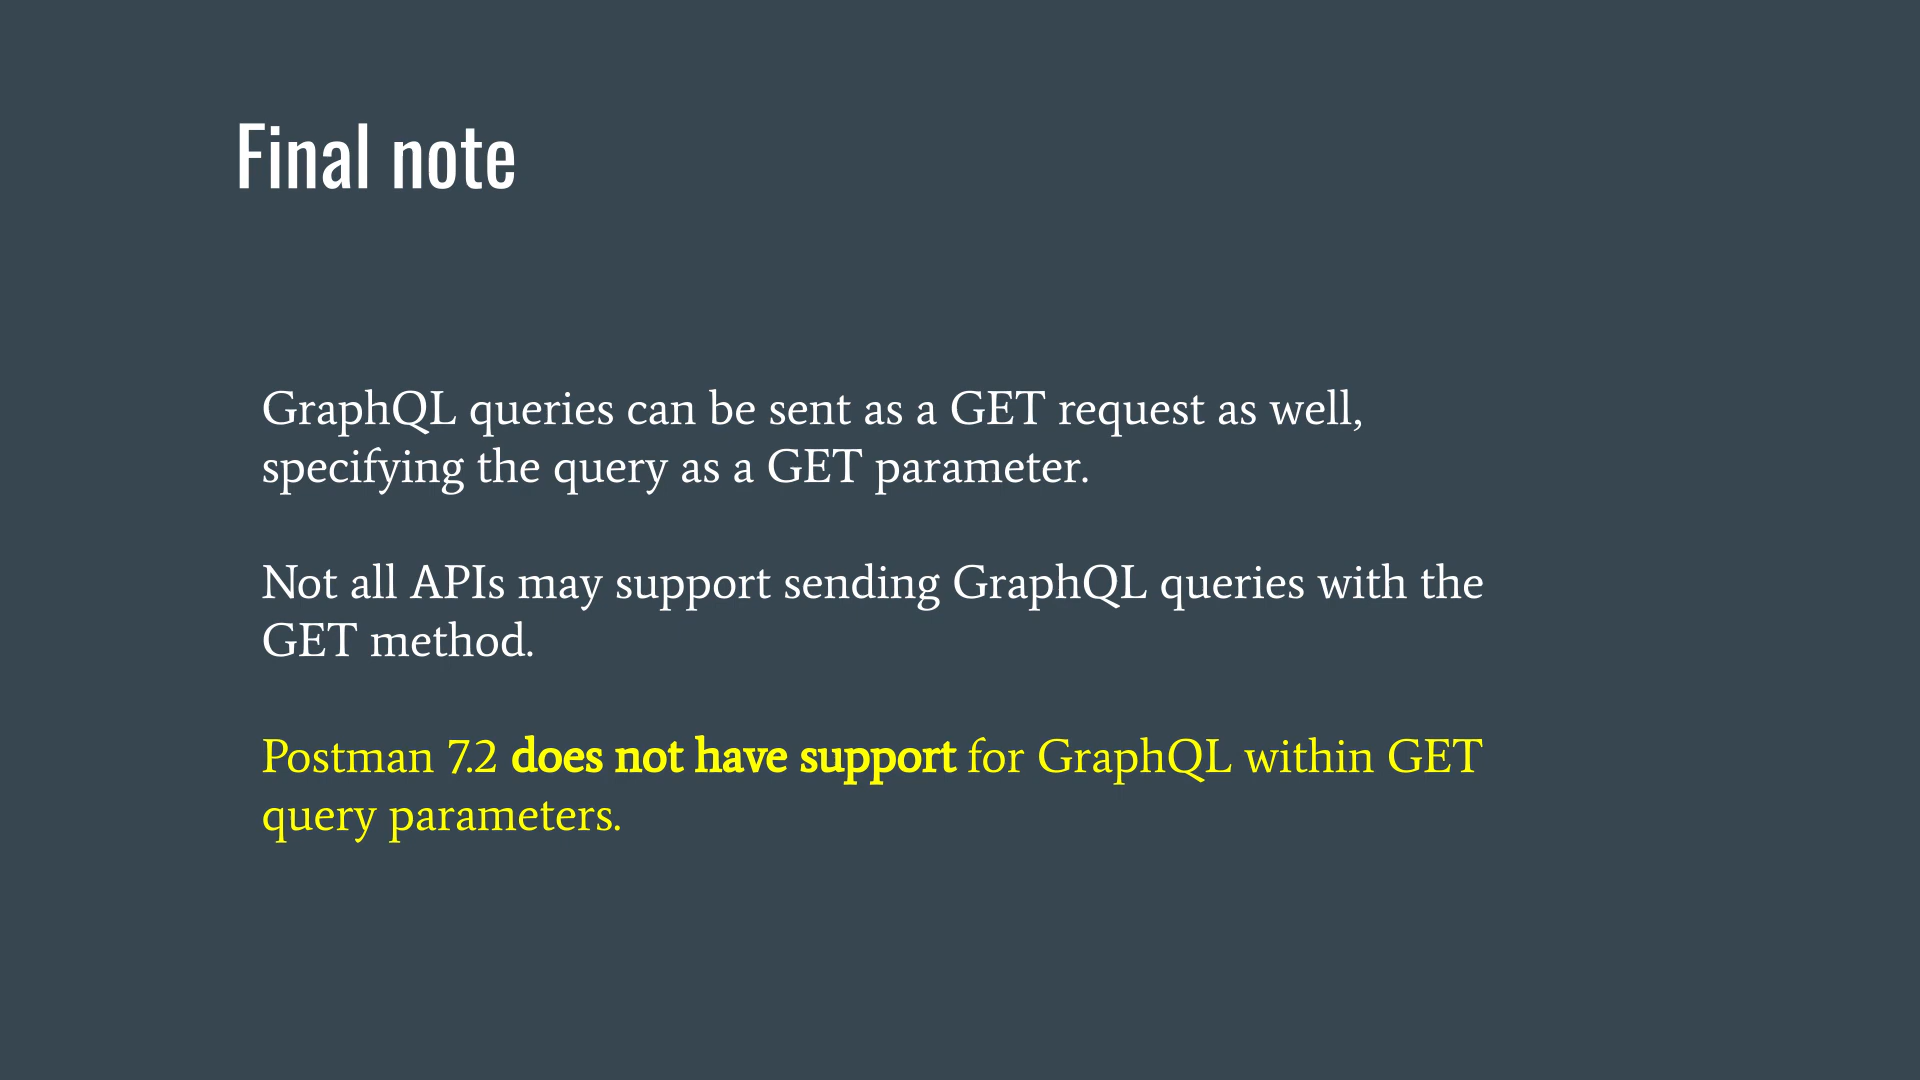 Final note
GraphQL queries can be sent as a GET request as well,
specifying the query as a GET parameter.
Not all APIs may support sending GraphQL queries with the
GET method.
Postman 7.2 does not have support for GraphQL within GET
query parameters.